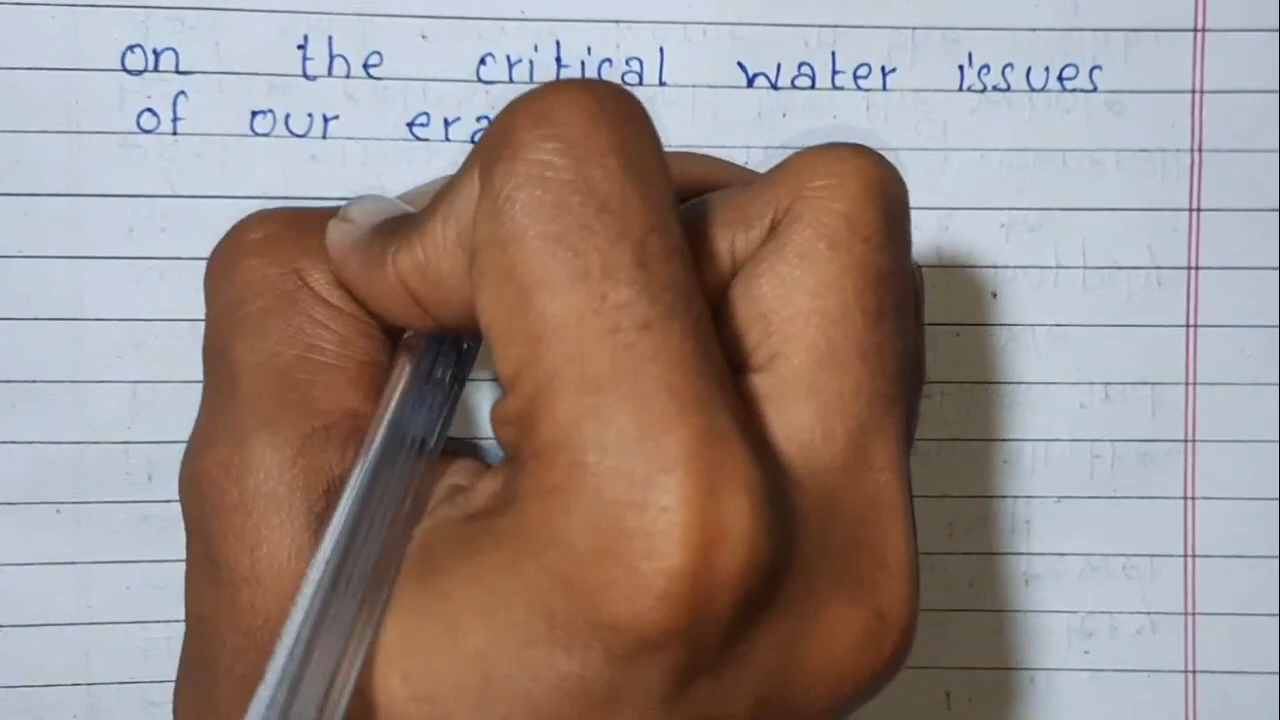 on the critical water issues
of our era